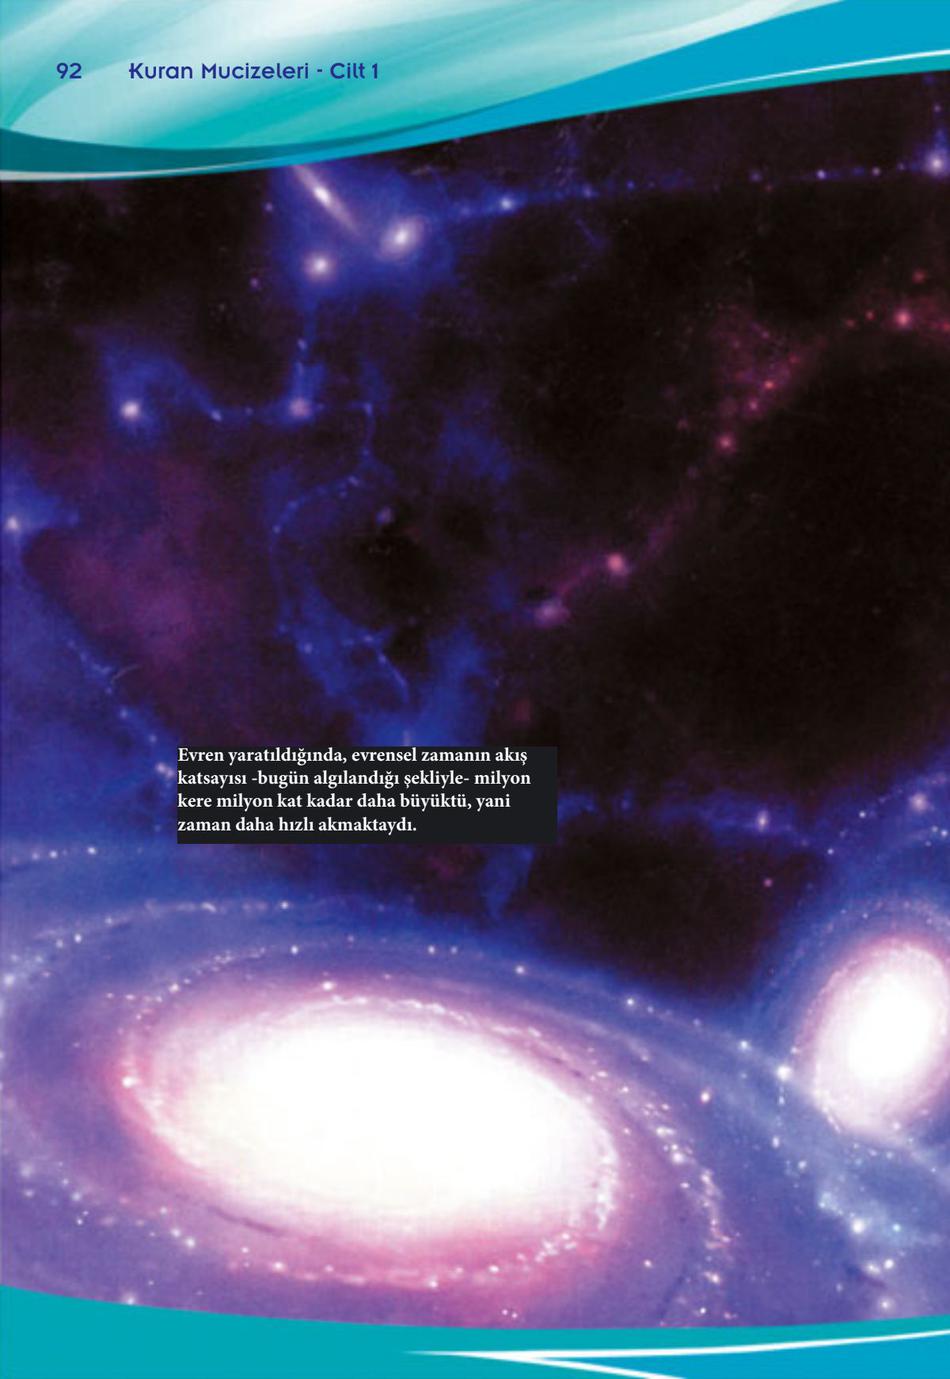 92 Kuran Mucizeleri - Cilt 1
Evren yaratıldığında, evrensel zamanın akış
katsayısı -bugün algılandığı şekliyle- milyon
kere milyon kat kadar daha büyüktü, yani
zaman daha hızlı akmaktaydı.